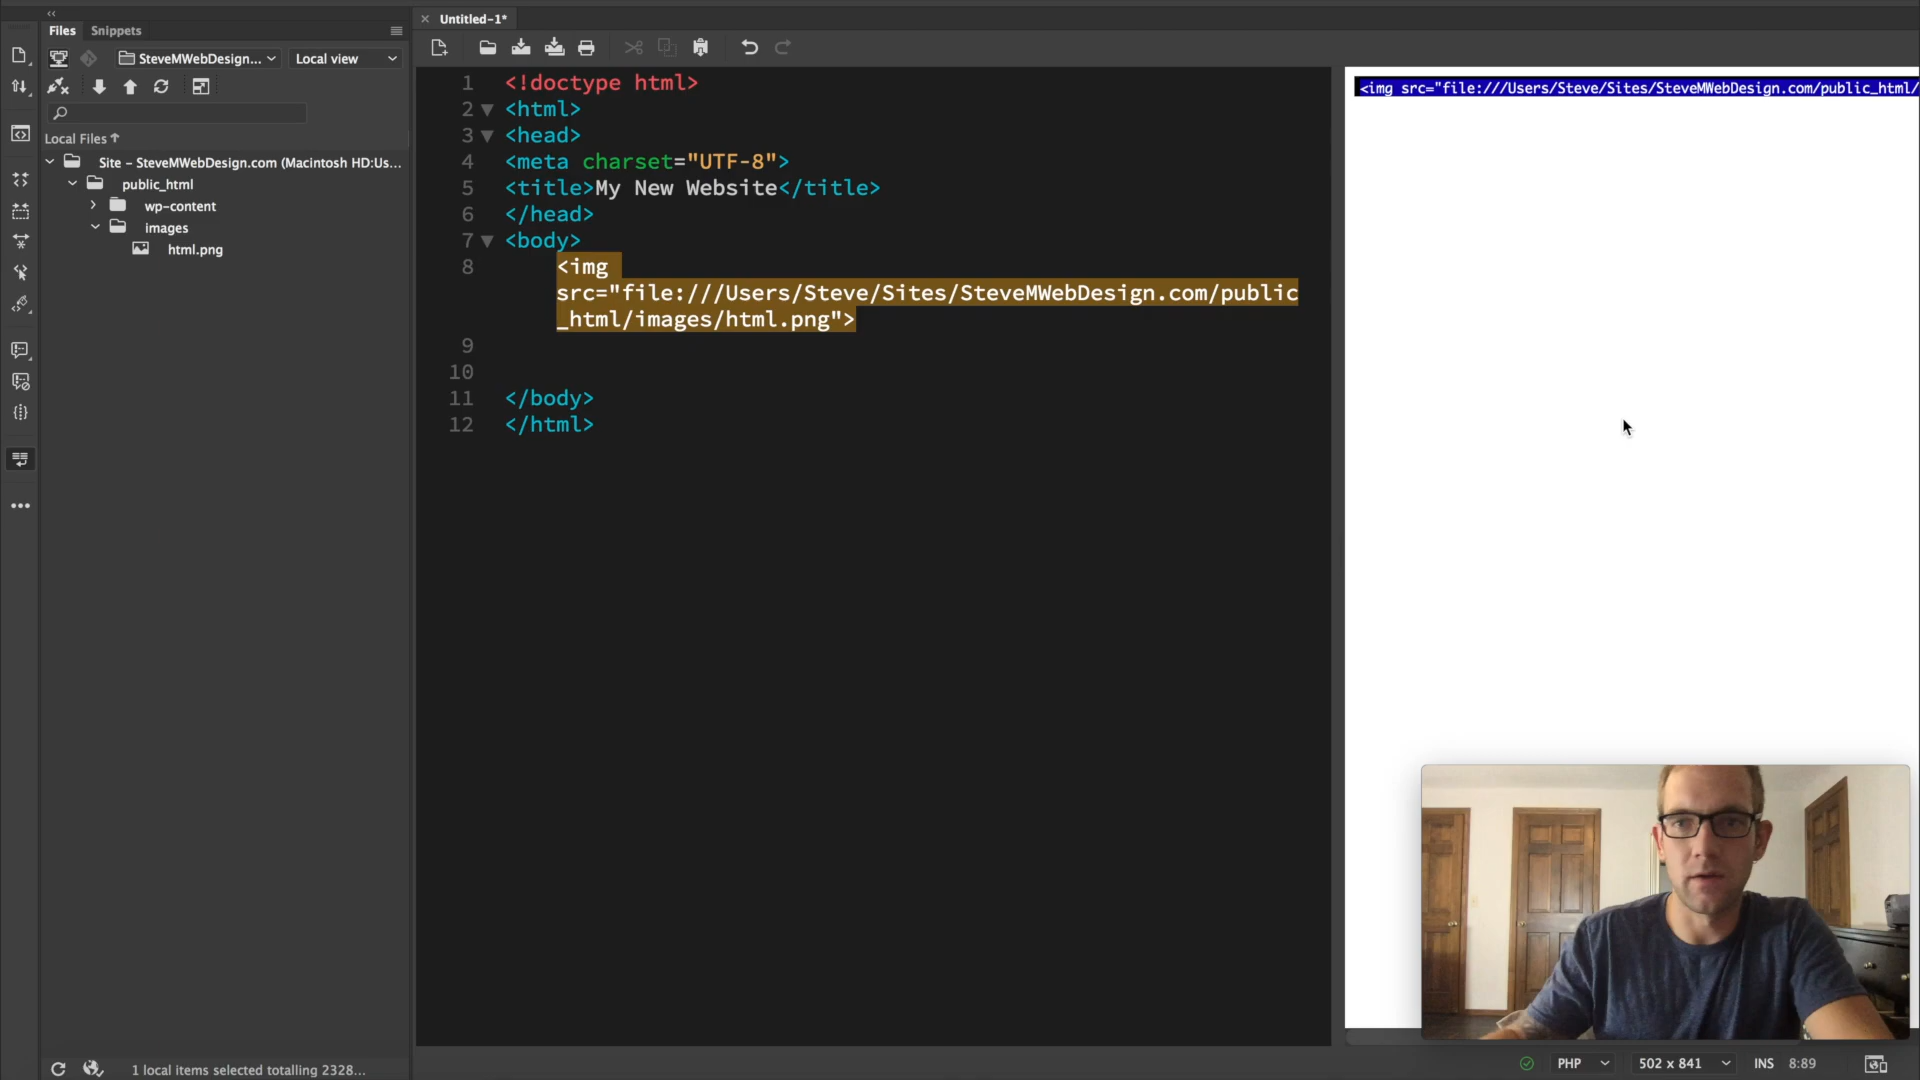 Files Snippets
SteveMWebDesign... Local view
Local Files
Site – SteveMWebDesign.com (Macintosh HD:Us...
public_html
wp-content
images
html.png
1 local items selected totalling 2328...
Untitled-1*
1 <!doctype html>
2 <html>
3 <head>
4 <meta charset="UTF-8">
5 <title>My New Website</title>
6 </head>
7 <body>
8 <img
src="file:///Users/Steve/Sites/SteveMWebDesign.com/public
_html/images/html.png">
9
10
11 </body>
12 </html>
<img src="file:///Users/Steve/Sites/SteveMWebDesign.com/public_html/
PHP 502 x 841 INS 8:89